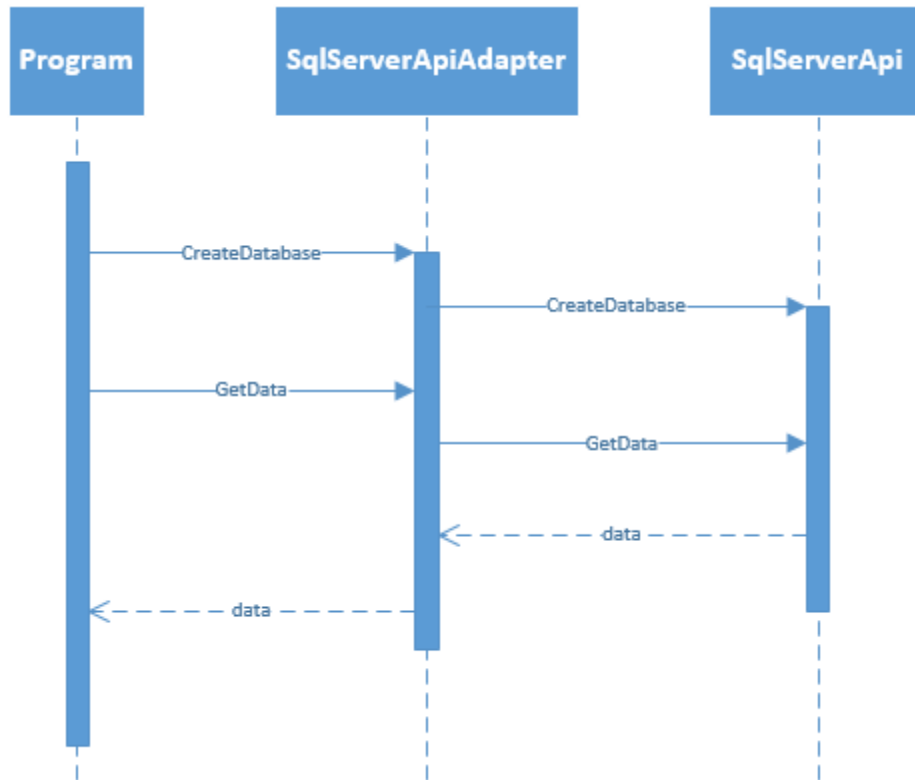 Program
SqlServerApiAdapter
SqlServerApi
CreateDatabase
CreateDatabase
GetData
GetData
data
data